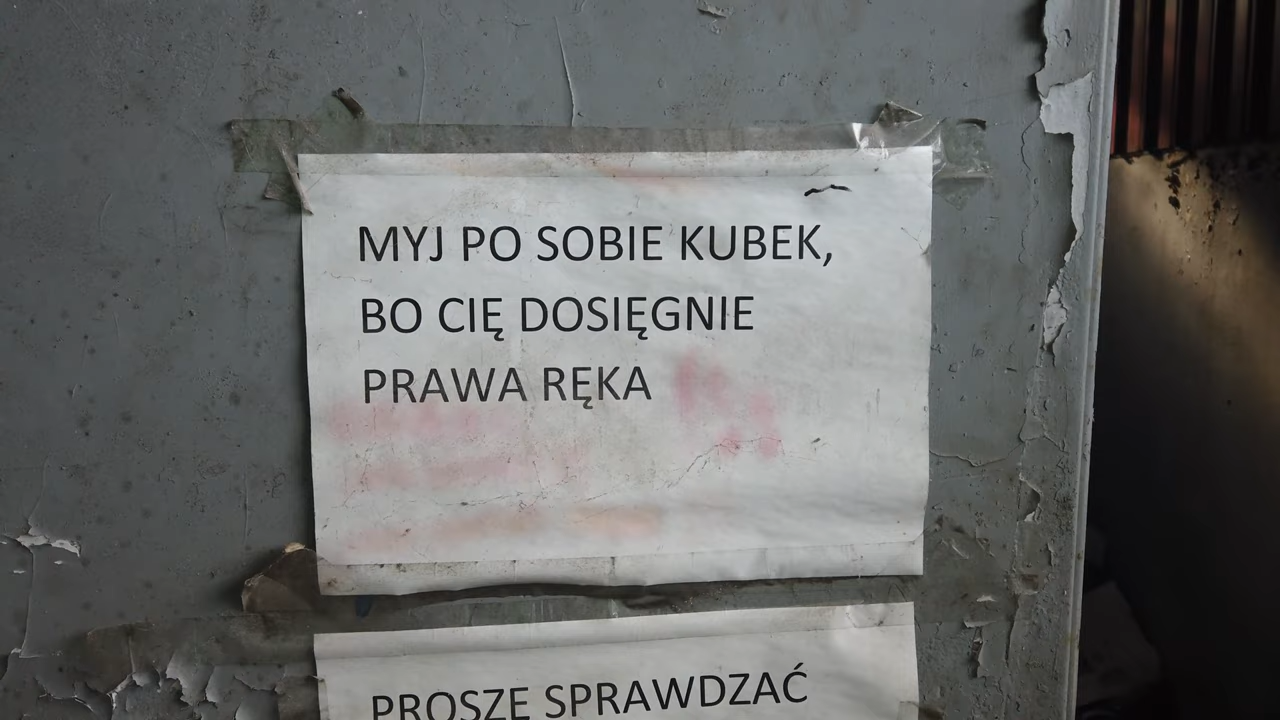 MYJ PO SOBIE KUBEK,
BO CIĘ DOSIĘGNIE
PRAWA RĘKA
PROSZĘ SPRAWDZAĆ